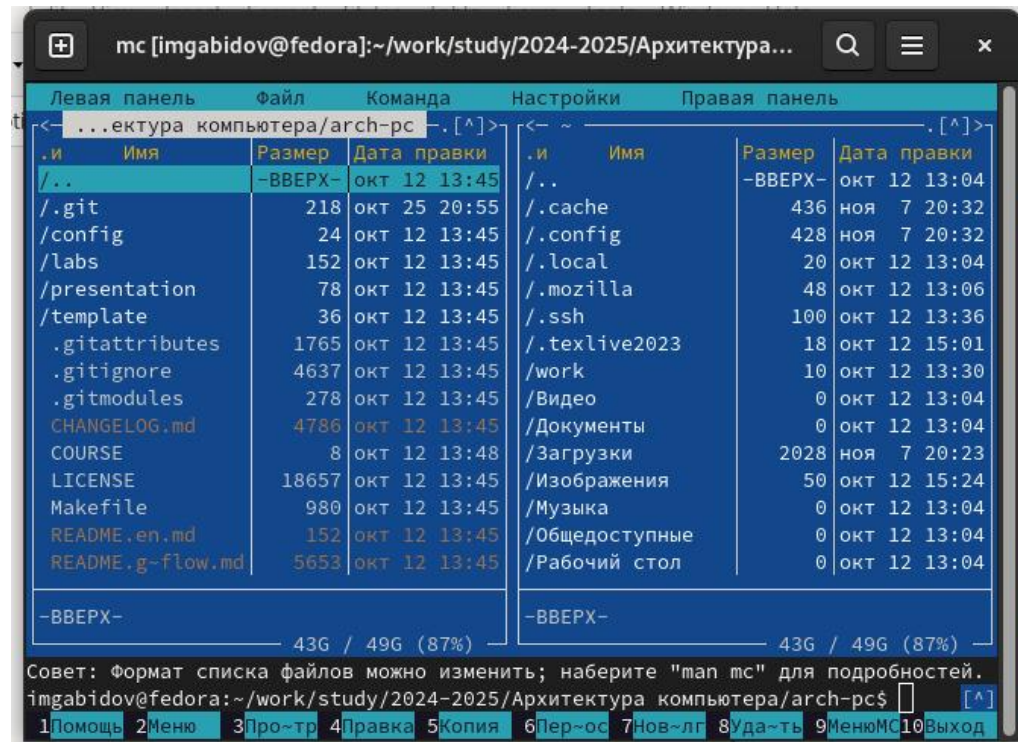 mc [imgabidov@fedora]:~/work/study/2024-2025/Архитектура...
Левая панель Файл Команда Настройки Правая панель
<— ...ектура компьютера/arch-pc —.[^]>
.и Имя Размер Дата правки
/.. -ВВЕРХ- окт 12 13:45
/.git 218 окт 25 20:55
/config 24 окт 12 13:45
/labs 152 окт 12 13:45
/presentation 78 окт 12 13:45
/template 36 окт 12 13:45
.gitattributes 1765 окт 12 13:45
.gitignore 4637 окт 12 13:45
.gitmodules 278 окт 12 13:45
CHANGELOG.md 4786 окт 12 13:45
COURSE 8 окт 12 13:48
LICENSE 18657 окт 12 13:45
Makefile 980 окт 12 13:45
README.en.md 152 окт 12 13:45
README.g~flow.md 5653 окт 12 13:45
-ВВЕРХ-
43G / 49G (87%)
<— ~ —.[^]>
.и Имя Размер Дата правки
/.. -ВВЕРХ- окт 12 13:04
/.cache 436 ноя 7 20:32
/.config 428 ноя 7 20:32
/.local 20 окт 12 13:04
/.mozilla 48 окт 12 13:06
/.ssh 100 окт 12 13:36
/.texlive2023 18 окт 12 15:01
/work 10 окт 12 13:30
/Видео 0 окт 12 13:04
/Документы 0 окт 12 13:04
/Загрузки 2028 ноя 7 20:23
/Изображения 50 окт 12 15:24
/Музыка 0 окт 12 13:04
/Общедоступные 0 окт 12 13:04
/Рабочий стол 0 окт 12 13:04
-ВВЕРХ-
43G / 49G (87%)
Совет: Формат списка файлов можно изменить; наберите "man mc" для подробностей.
imgabidov@fedora:~/work/study/2024-2025/Архитектура компьютера/arch-pc$ [^]
1Помощь 2Меню 3Про~тр 4Правка 5Копия 6Пер~ос 7Нов~лг 8Уда~ть 9МенюМС 10Выход